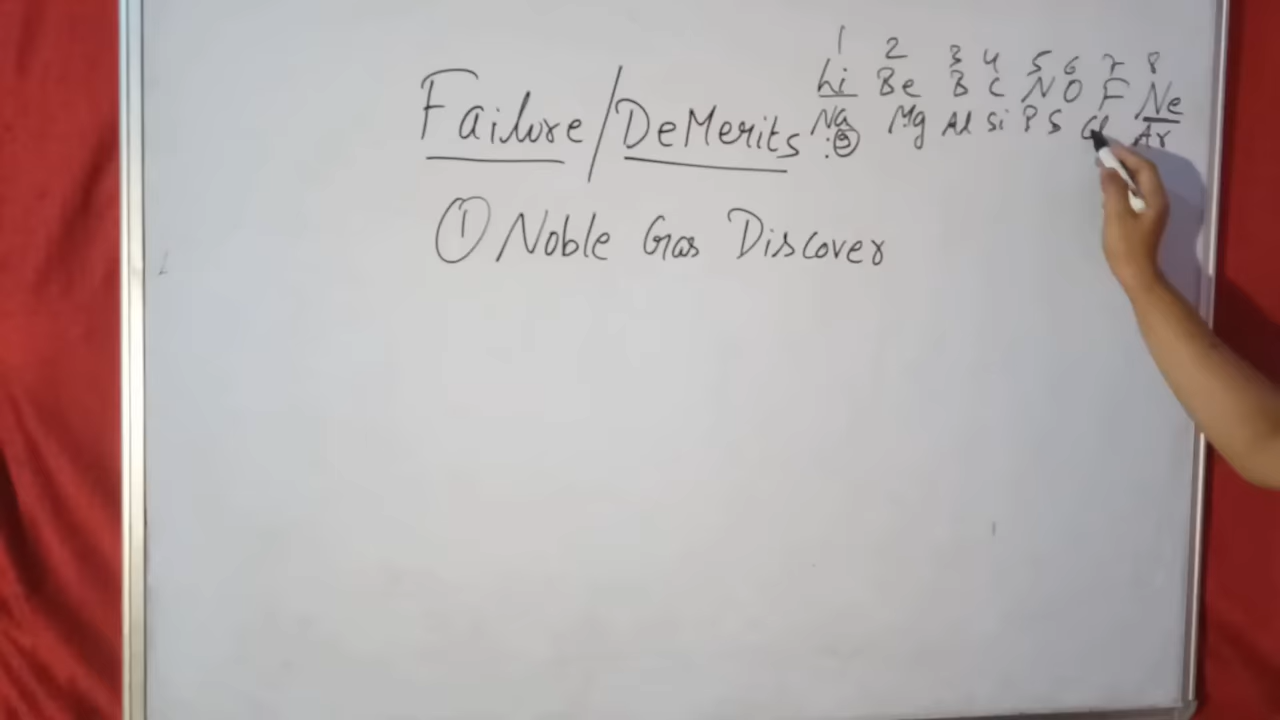 1 2 3 4 5 6 7 8
Li Be B C N O F Ne
Na Mg Al Si P S Cl Ar
:⑨
Failure/DeMerits
① Noble Gas Discover